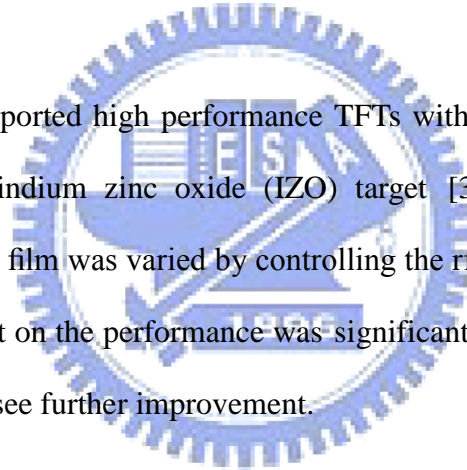 ported high performance TFTs with
indium zinc oxide (IZO) target [3
film was varied by controlling the r
t on the performance was significant
see further improvement.
E S A
1896